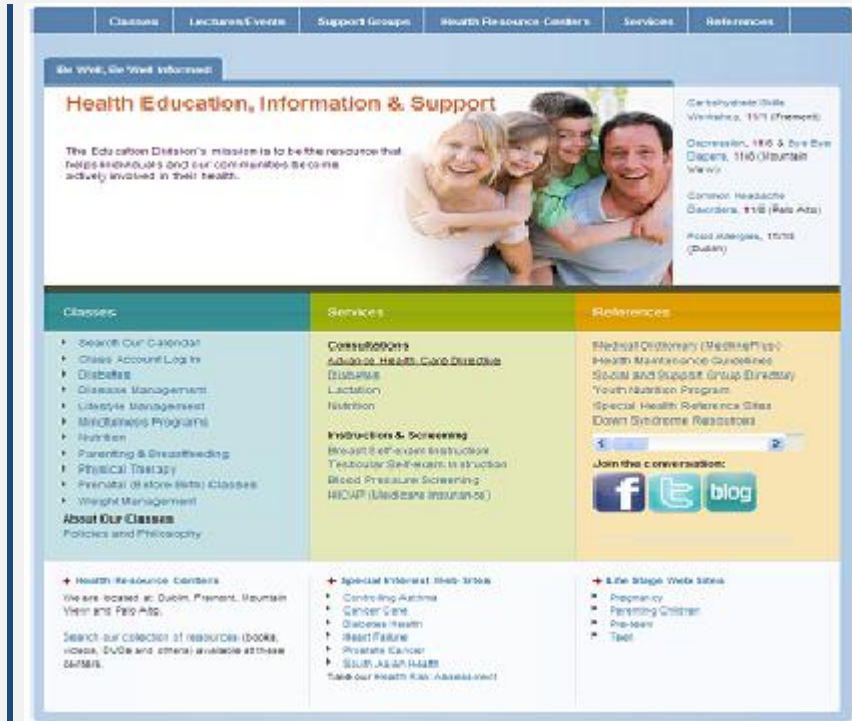 Classes Lectures/Events Support Groups Health Resource Centers Services References
Be Well, Be Well Informed
Health Education, Information & Support
The Education Division's mission is to be the resource that
helps individuals and our communities become
actively involved in their health.
Carbohydrate Skills
Workshop, 11/1 (Fremont)
Depression, 11/6 & Bye Bye
Diapers, 11/6 (Mountain
View)
Common Headache
Disorders, 11/8 (Palo Alto)
Food Allergies, (Dublin)
Classes
Search Our Calendar
Class Account Log In
Diabetes
Disease Management
Lifestyle Management
Mindfulness Programs
Nutrition
Parenting & Breastfeeding
Physical Therapy
Prenatal (Before Birth) Classes
Weight Management
About Our Classes
Policies and Philosophy
Services
Consultations
Advance Health Care Directive
Diabetes
Lactation
Nutrition
Instruction & Screening
Breast Self-exam Instruction
Testicular Self-exam Instruction
Blood Pressure Screening
HICAP (Medicare Insurance)
References
Medical Dictionary (MedlinePlus)
Health Maintenance Guidelines
Social and Support Group Directory
Youth Nutrition Program
Special Health Reference Sites
Down Syndrome Resources
Join the conversation:
f t blog
+ Health Resource Centers
We are located at: Dublin, Fremont, Mountain
View and Palo Alto.
Search our collection of resources (books,
videos, DVDs and others) available at these
centers.
+ Special Interest Web Sites
Controlling Asthma
Cancer Care
Diabetes Health
Heart Failure
Prostate Cancer
South Asian Health
Take our Health Risk Assessment
+ Life Stage Web Sites
Pregnancy
Parenting Children
Pre-teen
Teen